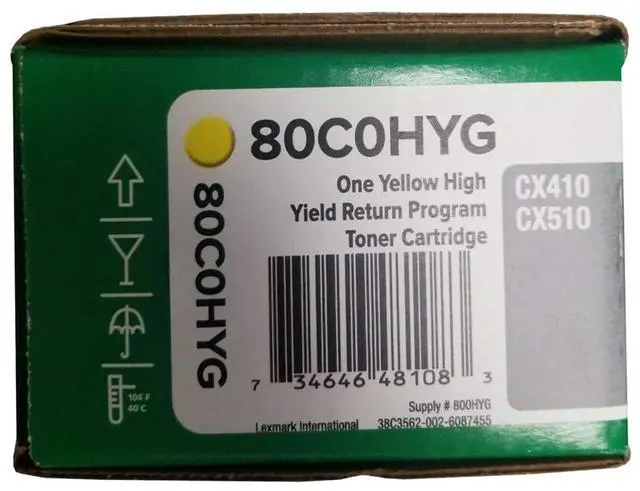 80C0HYG
One Yellow High
Yield Return Program
Toner Cartridge
80C0HYG
CX410
CX510
7 34646 48108 3
Supply # 800HYG
Lexmark International 38C3562-002-6087455
104°F
40°C